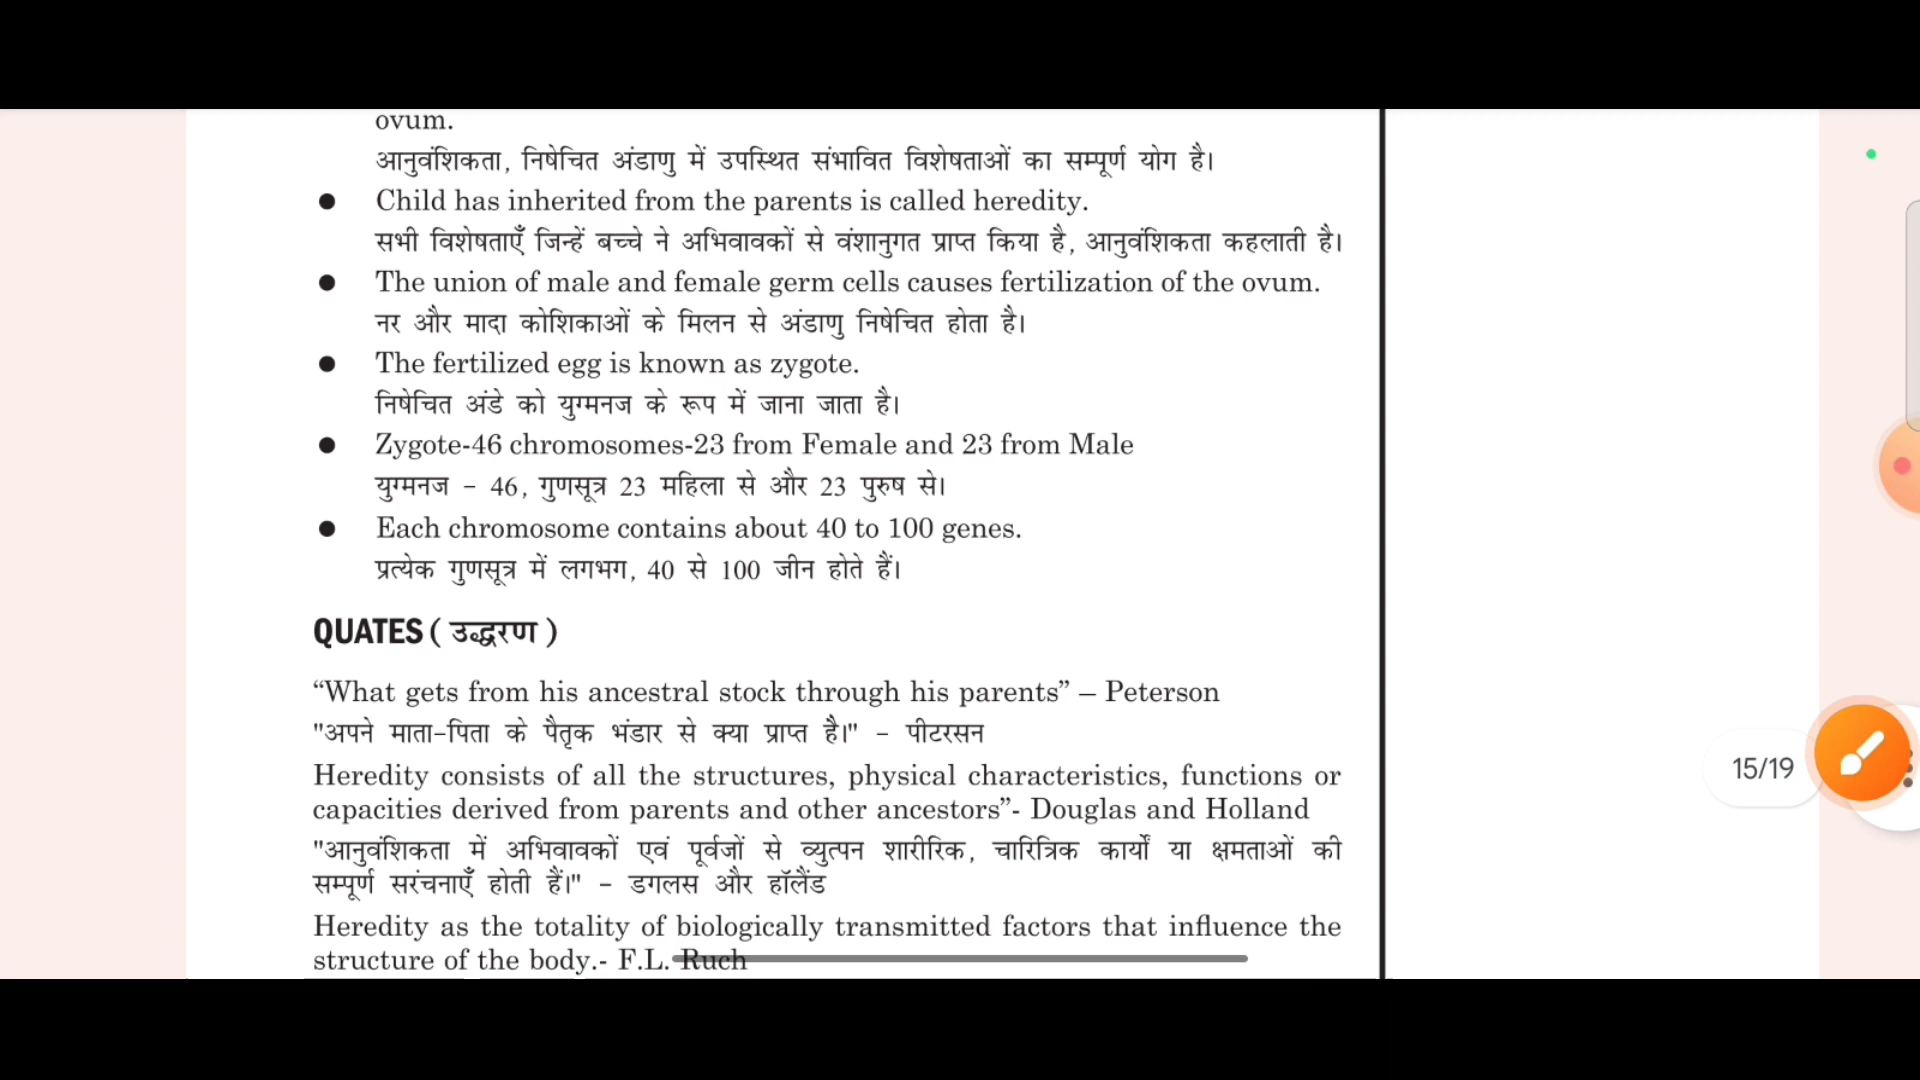 ovum.
आनुवंशिकता, निषेचित अंडाणु में उपस्थित संभावित विशेषताओं का सम्पूर्ण योग है।
● Child has inherited from the parents is called heredity.
सभी विशेषताएँ जिन्हें बच्चे ने अभिवावकों से वंशानुगत प्राप्त किया है, आनुवंशिकता कहलाती है।
● The union of male and female germ cells causes fertilization of the ovum.
नर और मादा कोशिकाओं के मिलन से अंडाणु निषेचित होता है।
● The fertilized egg is known as zygote.
निषेचित अंडे को युग्मनज के रूप में जाना जाता है।
● Zygote-46 chromosomes-23 from Female and 23 from Male
युग्मनज – 46, गुणसूत्र 23 महिला से और 23 पुरुष से।
● Each chromosome contains about 40 to 100 genes.
प्रत्येक गुणसूत्र में लगभग, 40 से 100 जीन होते हैं।
QUATES ( उद्धरण )
“What gets from his ancestral stock through his parents” – Peterson
"अपने माता-पिता के पैतृक भंडार से क्या प्राप्त है।" - पीटरसन
Heredity consists of all the structures, physical characteristics, functions or
capacities derived from parents and other ancestors”- Douglas and Holland
"आनुवंशिकता में अभिवावकों एवं पूर्वजों से व्युत्पन शारीरिक, चारित्रिक कार्यों या क्षमताओं की
सम्पूर्ण सरंचनाएँ होती हैं।" - डगलस और हॉलैंड
Heredity as the totality of biologically transmitted factors that influence the
structure of the body.- F.L. Ruch
15/19